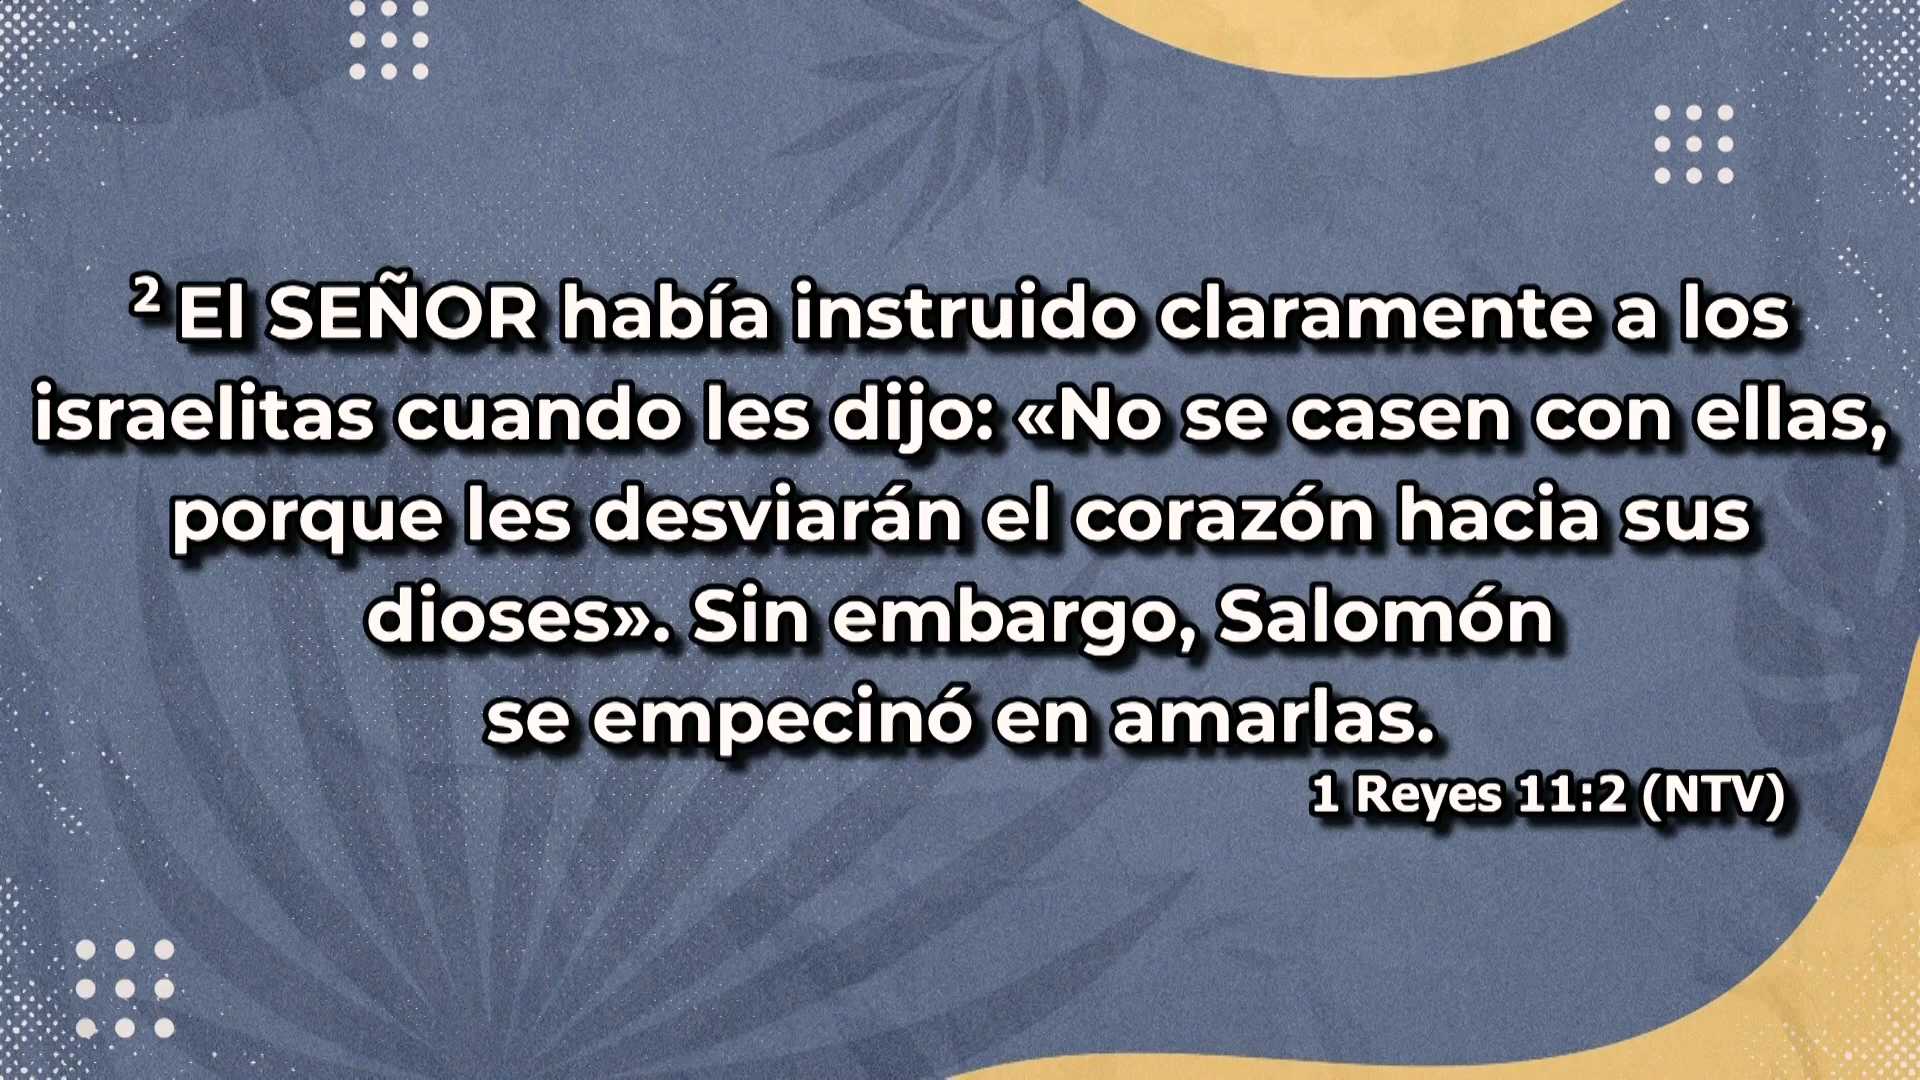 ² El SEÑOR había instruido claramente a los
israelitas cuando les dijo: «No se casen con ellas,
porque les desviarán el corazón hacia sus
dioses». Sin embargo, Salomón
se empecinó en amarlas.
1 Reyes 11:2 (NTV)